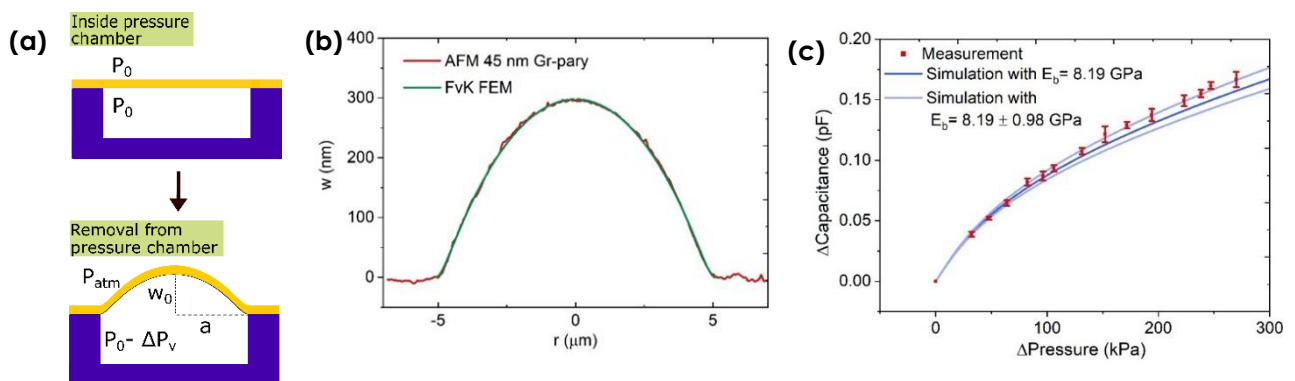 (a)
Inside pressure
chamber
P₀
P₀
Removal from
pressure chamber
Pₐₜₘ
w₀
a
P₀- ΔPᵥ
(b)
400
300
200
100
0
w (nm)
AFM 45 nm Gr-pary
FvK FEM
-5
0
5
r (μm)
(c)
0.20
0.15
0.10
0.05
0.00
ΔCapacitance (pF)
Measurement
Simulation with E_b= 8.19 GPa
Simulation with
E_b= 8.19 ± 0.98 GPa
0
100
200
300
ΔPressure (kPa)